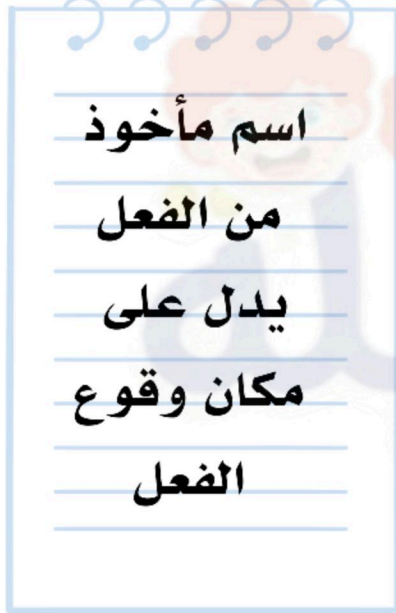 اسم مأخوذ
من الفعل
يدل على
مكان وقوع
الفعل